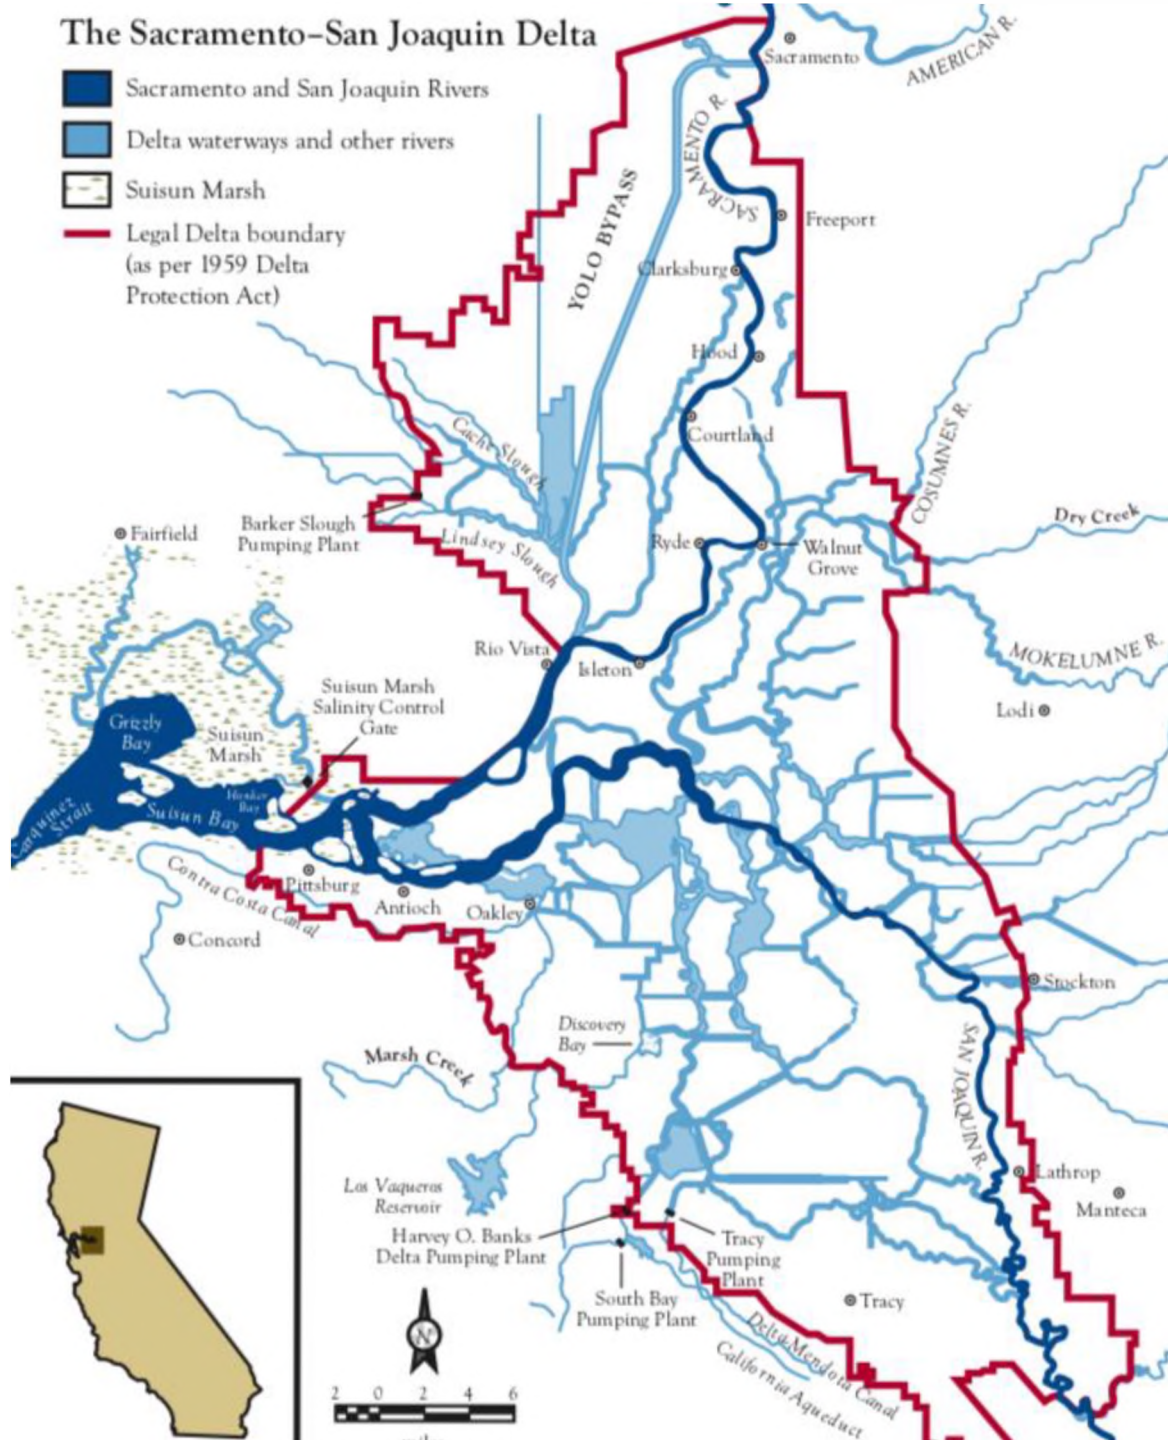 The Sacramento–San Joaquin Delta
Sacramento and San Joaquin Rivers
Delta waterways and other rivers
Suisun Marsh
Legal Delta boundary
(as per 1959 Delta
Protection Act)
Sacramento
AMERICAN R.
SACRAMENTO R.
YOLO BYPASS
Freeport
Clarksburg
Hood
Courtland
Cache Slough
COSUMNES R.
Barker Slough
Pumping Plant
Lindsey Slough
Fairfield
Dry Creek
Ryde
Walnut
Grove
Rio Vista
Isleton
MOKELUMNE R.
Lodi
Suisun Marsh
Salinity Control
Gate
Grizzly
Bay
Suisun
Marsh
Honker
Bay
Suisun Bay
Carquinez
Strait
Contra Costa Canal
Pittsburg
Antioch
Oakley
Concord
Stockton
Discovery
Bay
Marsh Creek
SAN JOAQUIN R.
Los Vaqueros
Reservoir
Lathrop
Manteca
Harvey O. Banks
Delta Pumping Plant
Tracy
Pumping
Plant
South Bay
Pumping Plant
Tracy
Delta-Mendota Canal
California Aqueduct
N
2 0 2 4 6